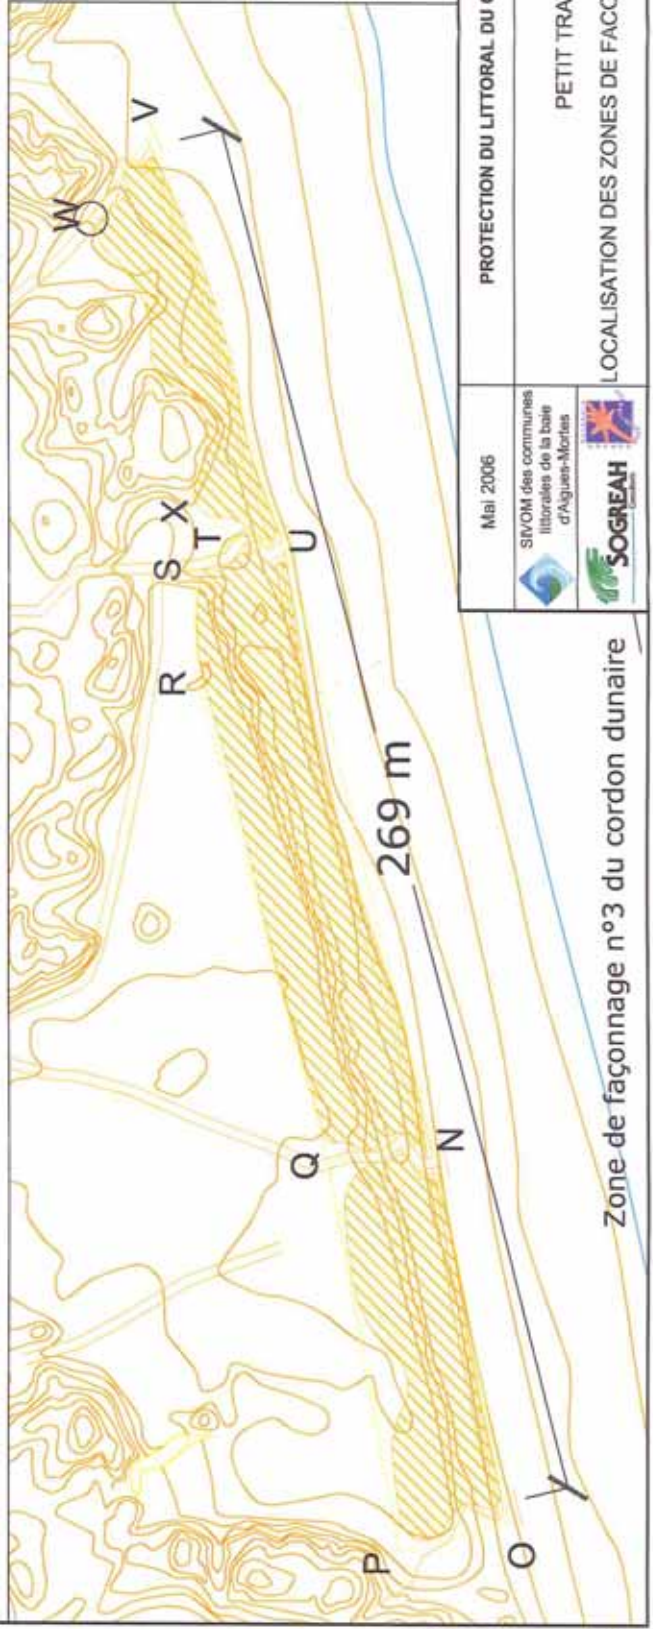 V
W
X
S
T
U
R
269 m
Q
N
P
O
Zone de façonnage n°3 du cordon dunaire
Mai 2006
PROTECTION DU LITTORAL DU
SIVOM des communes
littorales de la baie
d'Aigues-Mortes
PETIT TRA
SOGREAH
LOCALISATION DES ZONES DE FAÇO